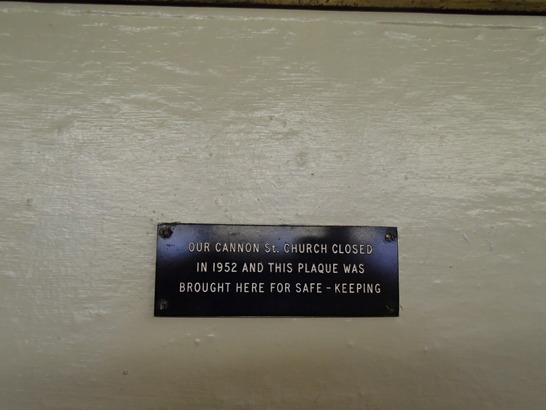 OUR CANNON St. CHURCH CLOSED
IN 1952 AND THIS PLAQUE WAS
BROUGHT HERE FOR SAFE - KEEPING